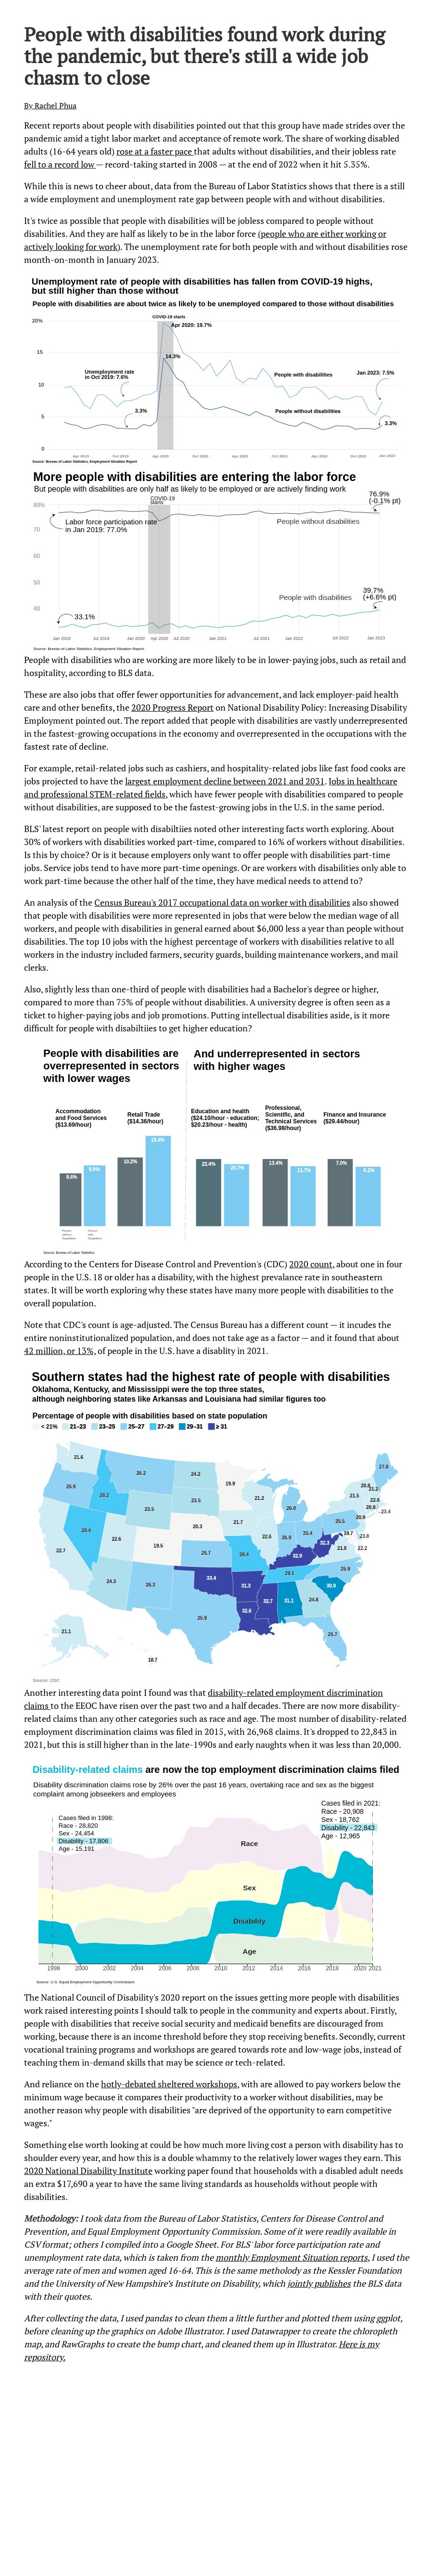 People with disabilities found work during
the pandemic, but there's still a wide job
chasm to close
By Rachel Phua
Recent reports about people with disabilities pointed out that this group have made strides over the
pandemic amid a tight labor market and acceptance of remote work. The share of working disabled
adults (16-64 years old) rose at a faster pace that adults without disabilities, and their jobless rate
fell to a record low — record-taking started in 2008 — at the end of 2022 when it hit 5.35%.
While this is news to cheer about, data from the Bureau of Labor Statistics shows that there is a still
a wide employment and unemployment rate gap between people with and without disabilities.
It's twice as possible that people with disabilities will be jobless compared to people without
disabilities. And they are half as likely to be in the labor force (people who are either working or
actively looking for work). The unemployment rate for both people with and without disabilities rose
month-on-month in January 2023.
Unemployment rate of people with disabilities has fallen from COVID-19 highs,
but still higher than those without
People with disabilities are about twice as likely to be unemployed compared to those without disabilities
COVID-19 starts
20%
Apr 2020: 19.7%
15
14.3%
Unemployment rate
in Oct 2019: 7.6%
People with disabilities
Jan 2023: 7.5%
10
3.3%
People without disabilities
5
3.3%
0
Apr 2019 Oct 2019 Apr 2020 Oct 2020 Apr 2021 Oct 2021 Apr 2022 Oct 2022 Jan 2023
Source: Bureau of Labor Statistics, Employment Situation Report
More people with disabilities are entering the labor force
But people with disabilities are only half as likely to be employed or are actively finding work
COVID-19
starts
76.9%
(-0.1% pt)
80%
Labor force participation rate
in Jan 2019: 77.0%
People without disabilities
70
60
50
39.7%
(+6.6% pt)
People with disabilities
40
33.1%
Jan 2019 Jul 2019 Jan 2020 Apr 2020 Jul 2020 Jan 2021 Jul 2021 Jan 2022 Jul 2022 Jan 2023
Source: Bureau of Labor Statistics, Employment Situation Report
People with disabilities who are working are more likely to be in lower-paying jobs, such as retail and
hospitality, according to BLS data.
These are also jobs that offer fewer opportunities for advancement, and lack employer-paid health
care and other benefits, the 2020 Progress Report on National Disability Policy: Increasing Disability
Employment pointed out. The report added that people with disabilities are vastly underrepresented
in the fastest-growing occupations in the economy and overrepresented in the occupations with the
fastest rate of decline.
For example, retail-related jobs such as cashiers, and hospitality-related jobs like fast food cooks are
jobs projected to have the largest employment decline between 2021 and 2031. Jobs in healthcare
and professional STEM-related fields, which have fewer people with disabilities compared to people
without disabilities, are supposed to be the fastest-growing jobs in the U.S. in the same period.
BLS' latest report on people with disabiltiies noted other interesting facts worth exploring. About
30% of workers with disabilities worked part-time, compared to 16% of workers without disabilities.
Is this by choice? Or is it because employers only want to offer people with disabilities part-time
jobs. Service jobs tend to have more part-time openings. Or are workers with disabilities only able to
work part-time because the other half of the time, they have medical needs to attend to?
An analysis of the Census Bureau's 2017 occupational data on worker with disabilities also showed
that people with disabilities were more represented in jobs that were below the median wage of all
workers, and people with disabilities in general earned about $6,000 less a year than people without
disabilities. The top 10 jobs with the highest percentage of workers with disabilities relative to all
workers in the industry included farmers, security guards, building maintenance workers, and mail
clerks.
Also, slightly less than one-third of people with disabilities had a Bachelor's degree or higher,
compared to more than 75% of people without disabilities. A university degree is often seen as a
ticket to higher-paying jobs and job promotions. Putting intellectual disabilities aside, is it more
difficult for people with disabiltiies to get higher education?
People with disabilities are
overrepresented in sectors
with lower wages
And underrepresented in sectors
with higher wages
Accommodation
and Food Services
($13.69/hour)
Retail Trade
($14.36/hour)
Education and health
($24.10/hour - education;
$20.23/hour - health)
Professional,
Scientific, and
Technical Services
($36.98/hour)
Finance and Insurance
($29.44/hour)
8.6% 9.9% 10.2% 13.4% 22.4% 20.7% 13.4% 11.7% 7.0% 6.2%
People
without
Disabilities
Source: Bureau of Labor Statistics
According to the Centers for Disease Control and Prevention's (CDC) 2020 count, about one in four
people in the U.S. 18 or older has a disability, with the highest prevalance rate in southeastern
states. It will be worth exploring why these states have many more people with disabilities to the
overall population.
Note that CDC's count is age-adjusted. The Census Bureau has a different count — it incudes the
entire noninstitutionalized population, and does not take age as a factor — and it found that about
42 million, or 13%, of people in the U.S. have a disablity in 2021.
Southern states had the highest rate of people with disabilities
Oklahoma, Kentucky, and Mississippi were the top three states,
although neighboring states like Arkansas and Louisiana had similar figures too
Percentage of people with disabilities based on state population
< 21% 21–23 23–25 25–27 27–29 29–31 ≥ 31
21.6 26.2 24.2 19.9 27.0
25.9 28.2 23.5 23.5 21.2 26.0 21.5 20.8 21.2
22.6 20.8 23.4
28.4 22.6 19.5 20.3 21.7 22.6 26.9 25.4 25.5 20.9
22.7 25.7 28.4 32.9 32.3 19.7 23.8
21.8 22.2
24.3 26.3 33.4 31.3 29.1 25.9
32.6 32.7 31.1 24.8 30.9
25.9 25.7
21.1 18.7
Source: CDC
Another interesting data point I found was that disability-related employment discrimination
claims to the EEOC have risen over the past two and a half decades. There are now more disability-
related claims than any other categories such as race and age. The most number of disability-related
employment discrimination claims was filed in 2015, with 26,968 claims. It's dropped to 22,843 in
2021, but this is still higher than in the late-1990s and early naughts when it was less than 20,000.
Disability-related claims are now the top employment discrimination claims filed
Disability discrimination claims rose by 26% over the past 16 years, overtaking race and sex as the biggest
complaint among jobseekers and employees
Cases filed in 1998:
Race - 28,820
Sex - 24,454
Disability - 17,806
Age - 15,191
Cases filed in 2021:
Race - 20,908
Sex - 18,762
Disability - 22,843
Age - 12,965
Race
Sex
Disability
Age
1998 2000 2002 2004 2006 2008 2010 2012 2014 2016 2018 2020 2021
Source: U.S. Equal Employment Opportunity Commission
The National Council of Disability's 2020 report on the issues getting more people with disabilities
work raised interesting points I should talk to people in the community and experts about. Firstly,
people with disabilities that receive social security and medicaid benefits are discouraged from
working, because there is an income threshold before they stop receiving benefits. Secondly, current
vocational training programs and workshops are geared towards rote and low-wage jobs, instead of
teaching them in-demand skills that may be science or tech-related.
And reliance on the hotly-debated sheltered workshops, with are allowed to pay workers below the
minimum wage because it compares their productivity to a worker without disabilities, may be
another reason why people with disabilities "are deprived of the opportunity to earn competitive
wages."
Something else worth looking at could be how much more living cost a person with disability has to
shoulder every year, and how this is a double whammy to the relatively lower wages they earn. This
2020 National Disability Institute working paper found that households with a disabled adult needs
an extra $17,690 a year to have the same living standards as households without people with
disabilities.
Methodology: I took data from the Bureau of Labor Statistics, Centers for Disease Control and
Prevention, and Equal Employment Opportunity Commission. Some of it were readily available in
CSV format; others I compiled into a Google Sheet. For BLS' labor force participation rate and
unemployment rate data, which is taken from the monthly Employment Situation reports, I used the
average rate of men and women aged 16-64. This is the same metholody as the Kessler Foundation
and the University of New Hampshire's Institute on Disability, which jointly publishes the BLS data
with their quotes.
After collecting the data, I used pandas to clean them a little further and plotted them using ggplot,
before cleaning up the graphics on Adobe Illustrator. I used Datawrapper to create the chloropleth
map, and RawGraphs to create the bump chart, and cleaned them up in Illustrator. Here is my
repository.